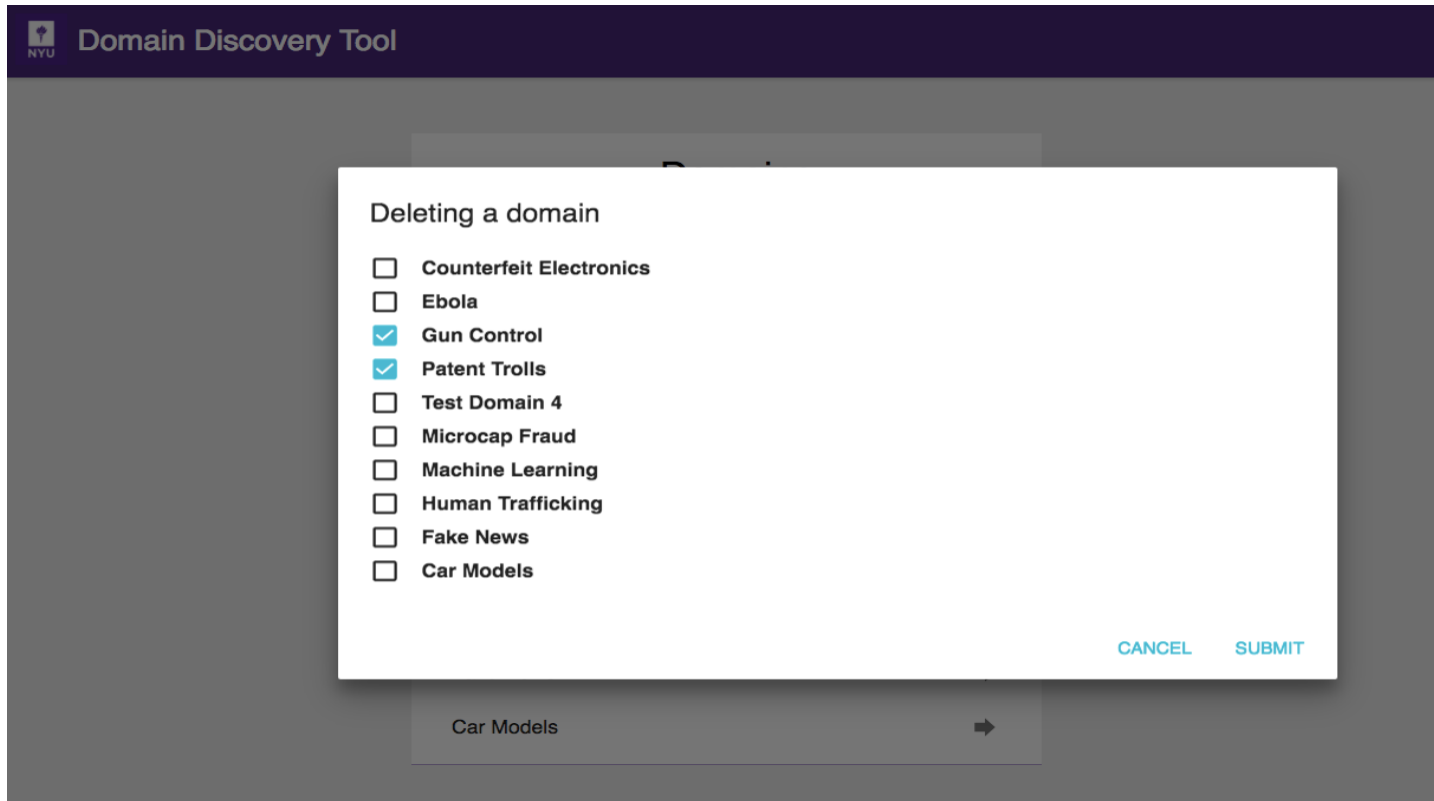 NYU
Domain Discovery Tool
Deleting a domain
Counterfeit Electronics
Ebola
Gun Control
Patent Trolls
Test Domain 4
Microcap Fraud
Machine Learning
Human Trafficking
Fake News
Car Models
CANCEL SUBMIT
Car Models